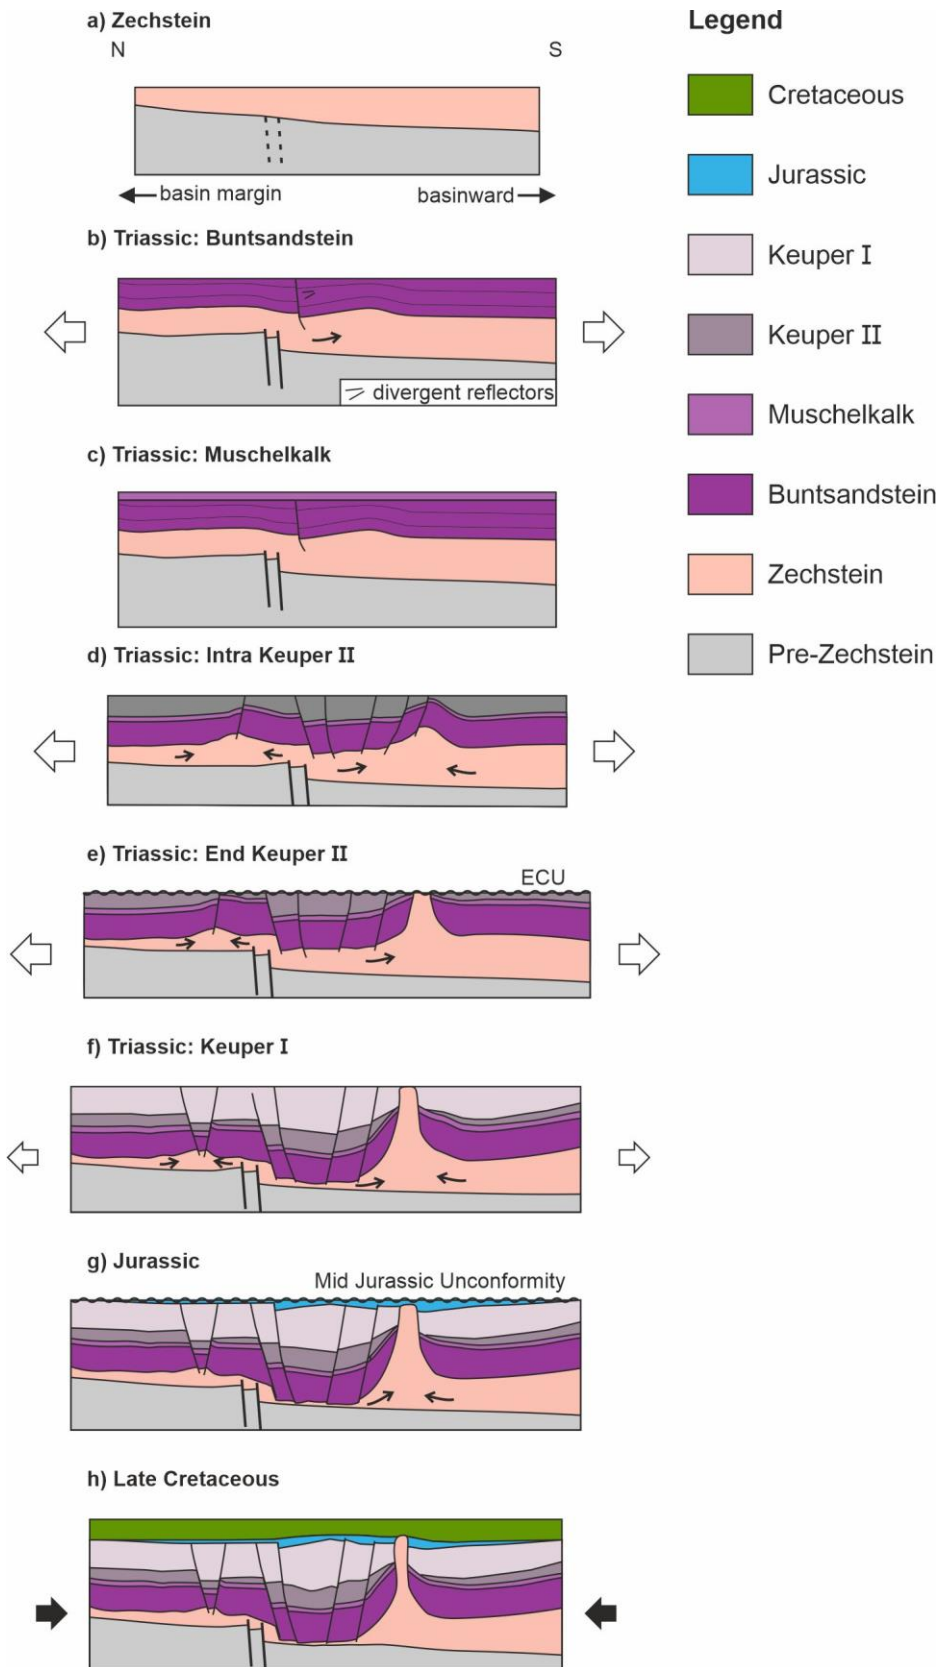 a) Zechstein
N
S
basin margin
basinward
b) Triassic: Buntsandstein
divergent reflectors
c) Triassic: Muschelkalk
d) Triassic: Intra Keuper II
e) Triassic: End Keuper II
ECU
f) Triassic: Keuper I
g) Jurassic
Mid Jurassic Unconformity
h) Late Cretaceous
Legend
Cretaceous
Jurassic
Keuper I
Keuper II
Muschelkalk
Buntsandstein
Zechstein
Pre-Zechstein